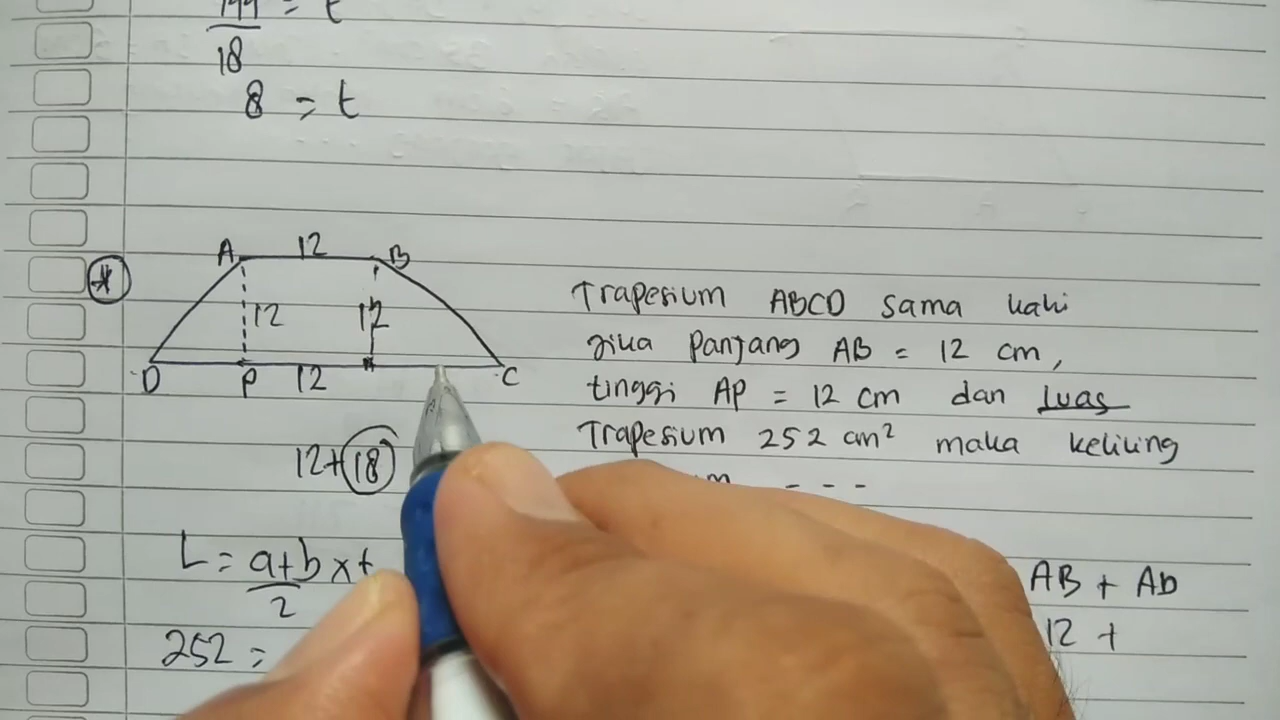 = t
18
8 = t
A 12 B
12 12
D P 12 C
Trapesium ABCD sama kaki
jika panjang AB = 12 cm,
tinggi AP = 12 cm dan Luas
Trapesium 252 cm² maka keliling
- - -
12+18
L = a+b x t
2
252 =
AB + AD
12 +